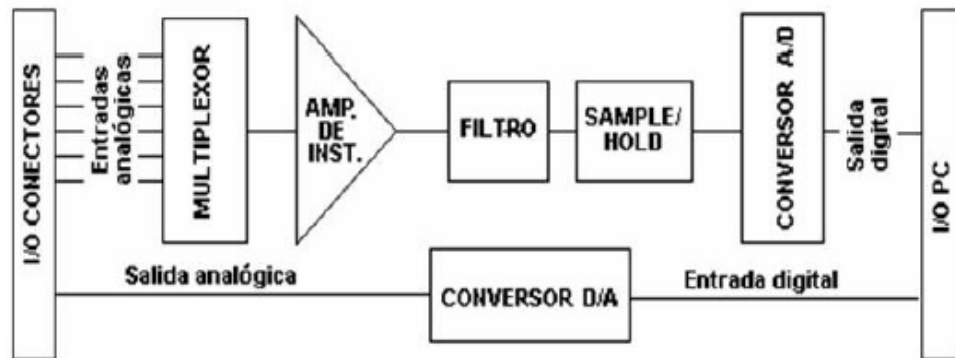 I/O CONECTORES
Entradas
analógicas
MULTIPLEXOR
AMP.
DE
INST.
FILTRO
SAMPLE/
HOLD
CONVERSOR A/D
Salida
digital
I/O PC
Salida analógica
CONVERSOR D/A
Entrada digital